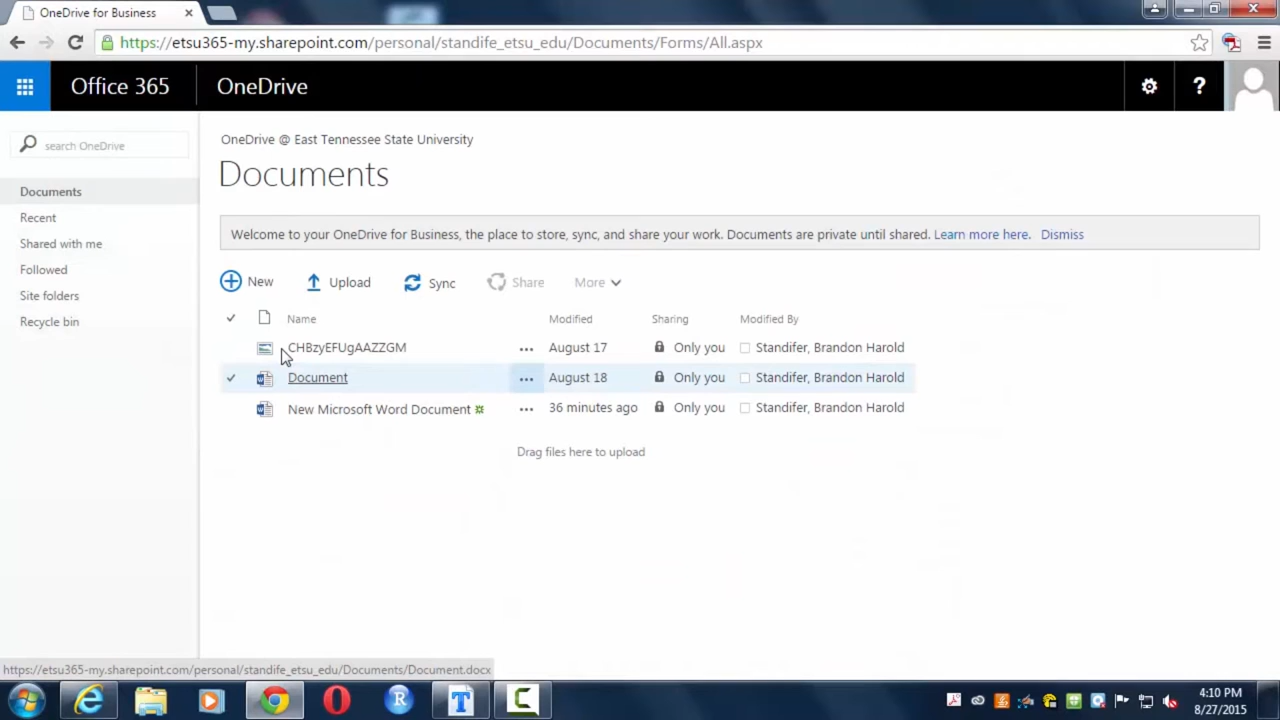 OneDrive for Business
https://etsu365-my.sharepoint.com/personal/standife_etsu_edu/Documents/Forms/All.aspx
Office 365
OneDrive
?
search OneDrive
Documents
Recent
Shared with me
Followed
Site folders
Recycle bin
OneDrive @ East Tennessee State University
Documents
Welcome to your OneDrive for Business, the place to store, sync, and share your work. Documents are private until shared. Learn more here. Dismiss
New Upload Sync Share More
Name Modified Sharing Modified By
CHBzyEFUgAAZZGM ... August 17 Only you Standifer, Brandon Harold
Document ... August 18 Only you Standifer, Brandon Harold
New Microsoft Word Document ... 36 minutes ago Only you Standifer, Brandon Harold
Drag files here to upload
https://etsu365-my.sharepoint.com/personal/standife_etsu_edu/Documents/Document.docx
4:10 PM
8/27/2015